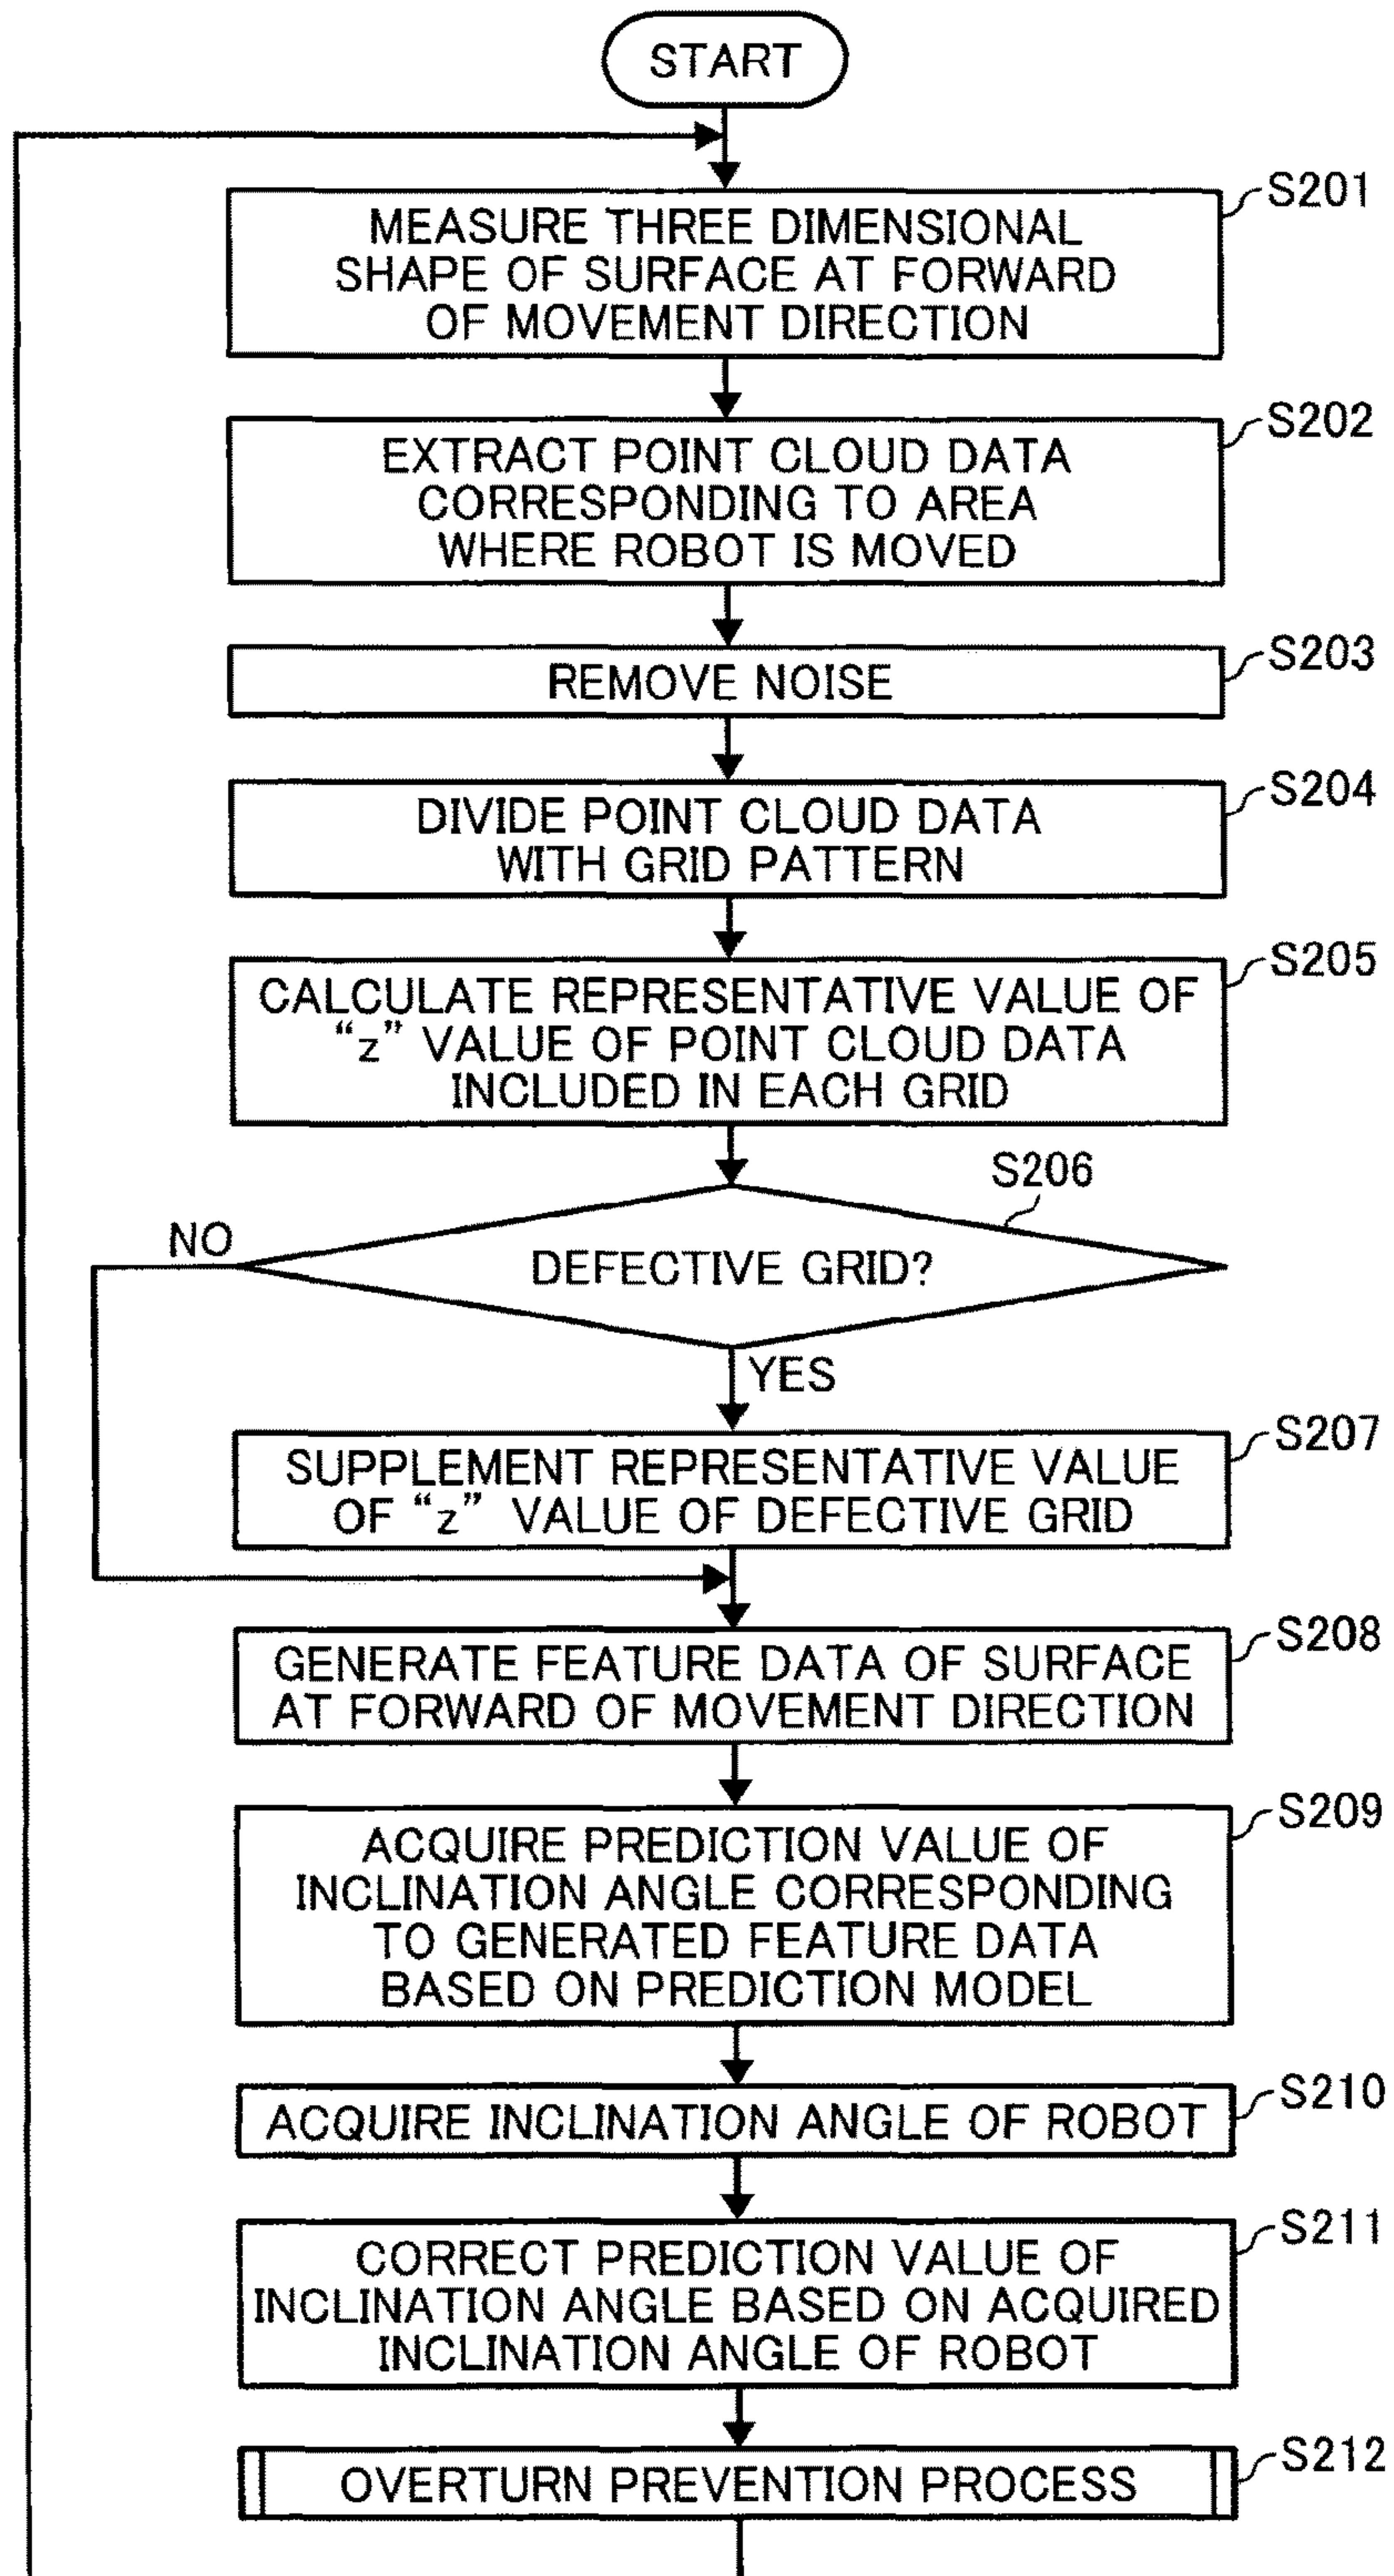 START
S201
MEASURE THREE DIMENSIONAL
SHAPE OF SURFACE AT FORWARD
OF MOVEMENT DIRECTION
S202
EXTRACT POINT CLOUD DATA
CORRESPONDING TO AREA
WHERE ROBOT IS MOVED
S203
REMOVE NOISE
S204
DIVIDE POINT CLOUD DATA
WITH GRID PATTERN
S205
CALCULATE REPRESENTATIVE VALUE OF
“z” VALUE OF POINT CLOUD DATA
INCLUDED IN EACH GRID
S206
NO
DEFECTIVE GRID?
YES
S207
SUPPLEMENT REPRESENTATIVE VALUE
OF “z” VALUE OF DEFECTIVE GRID
S208
GENERATE FEATURE DATA OF SURFACE
AT FORWARD OF MOVEMENT DIRECTION
S209
ACQUIRE PREDICTION VALUE OF
INCLINATION ANGLE CORRESPONDING
TO GENERATED FEATURE DATA
BASED ON PREDICTION MODEL
S210
ACQUIRE INCLINATION ANGLE OF ROBOT
S211
CORRECT PREDICTION VALUE OF
INCLINATION ANGLE BASED ON ACQUIRED
INCLINATION ANGLE OF ROBOT
S212
OVERTURN PREVENTION PROCESS